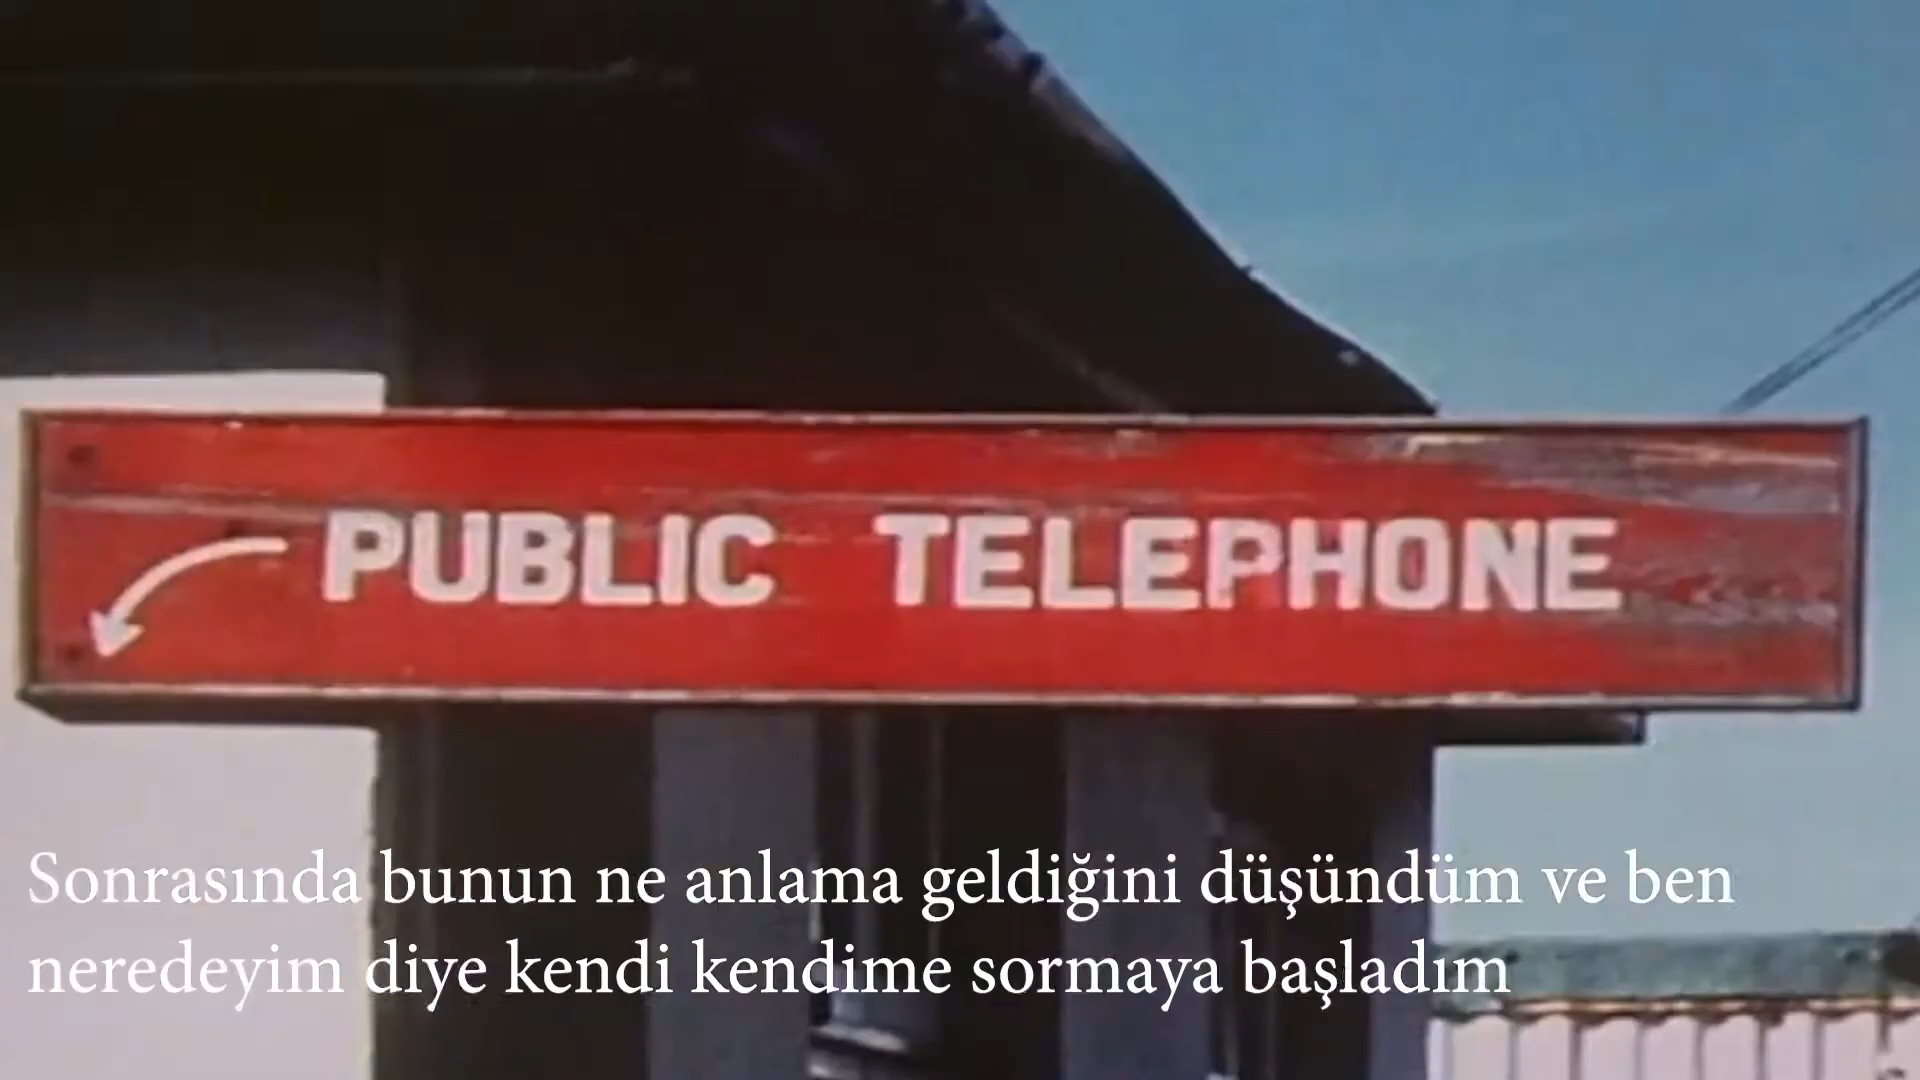 PUBLIC TELEPHONE
Sonrasında bunun ne anlama geldiğini düşündüm ve ben
neredeyim diye kendi kendime sormaya başladım